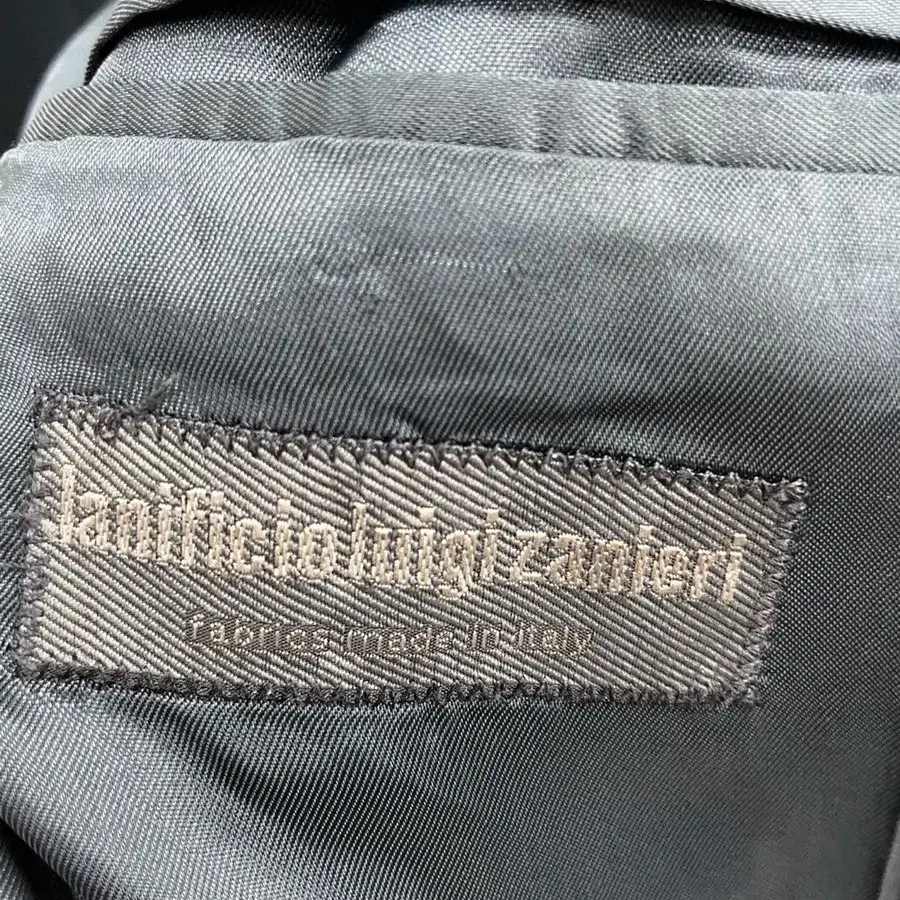 lanificio luigi zanieri
fabrics made in italy